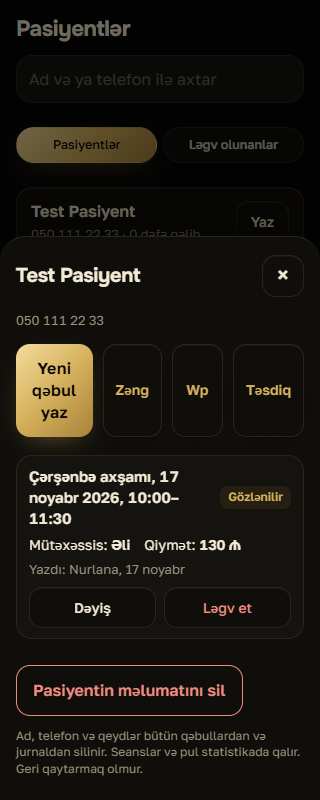 Pasiyentlər
Ad və ya telefon ilə axtar
Pasiyentlər
Ləğv olunanlar
Test Pasiyent
Yaz
050 111 22 33 · 0 dəfə gəlib
Test Pasiyent
×
050 111 22 33
Yeni
qəbul
yaz
Zəng
Wp
Təsdiq
Çərşənbə axşamı, 17
noyabr 2026, 10:00–
11:30
Gözlənilir
Mütəxəssis: Əli Qiymət: 130 ₼
Yazdı: Nurlana, 17 noyabr
Dəyiş
Ləğv et
Pasiyentin məlumatını sil
Ad, telefon və qeydlər bütün qəbullardan və
jurnaldan silinir. Seanslar və pul statistikada qalır.
Geri qaytarmaq olmur.